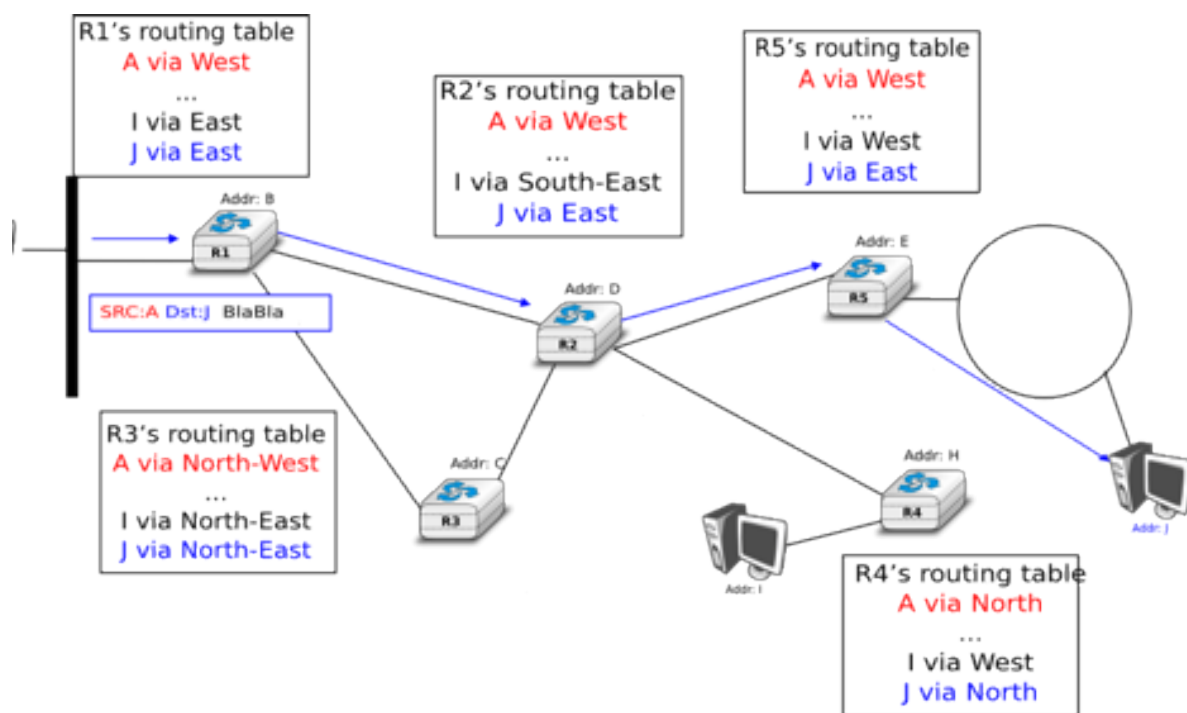 R1's routing table
A via West
...
I via East
J via East
R2's routing table
A via West
...
I via South-East
J via East
R5's routing table
A via West
...
I via West
J via East
Addr: B
R1
SRC:A Dst:J BlaBla
Addr: D
R2
Addr: E
R5
R3's routing table
A via North-West
...
I via North-East
J via North-East
Addr: C
R3
Addr: H
R4
Addr: I
Addr: J
R4's routing table
A via North
...
I via West
J via North